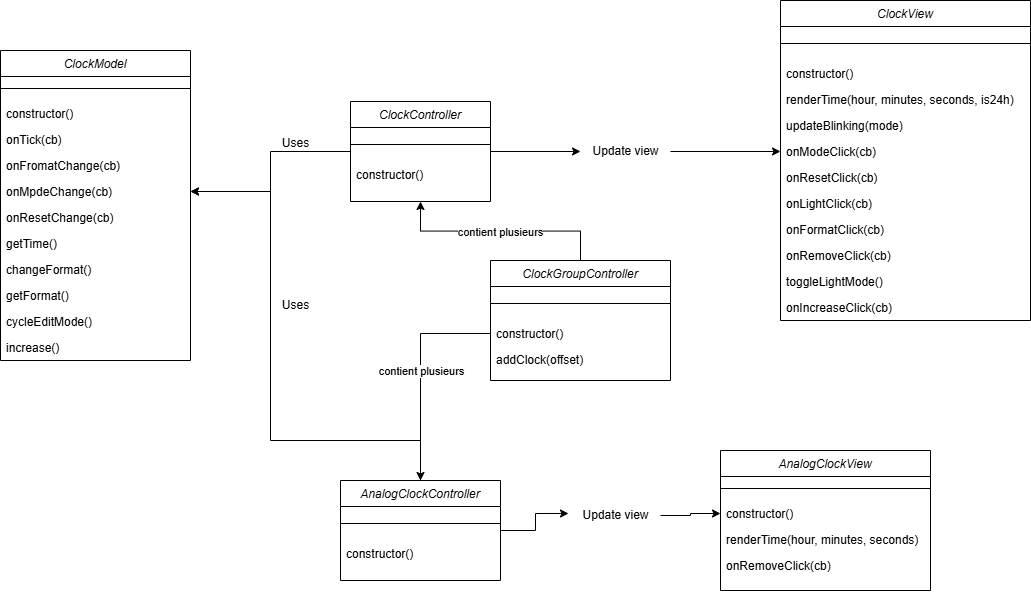 ClockView
constructor()
renderTime(hour, minutes, seconds, is24h)
updateBlinking(mode)
onModeClick(cb)
onResetClick(cb)
onLightClick(cb)
onFormatClick(cb)
onRemoveClick(cb)
toggleLightMode()
onIncreaseClick(cb)
ClockModel
constructor()
onTick(cb)
onFromatChange(cb)
onMpdeChange(cb)
onResetChange(cb)
getTime()
changeFormat()
getFormat()
cycleEditMode()
increase()
Uses
ClockController
constructor()
Update view
contient plusieurs
ClockGroupController
constructor()
addClock(offset)
Uses
contient plusieurs
AnalogClockController
constructor()
Update view
AnalogClockView
constructor()
renderTime(hour, minutes, seconds)
onRemoveClick(cb)